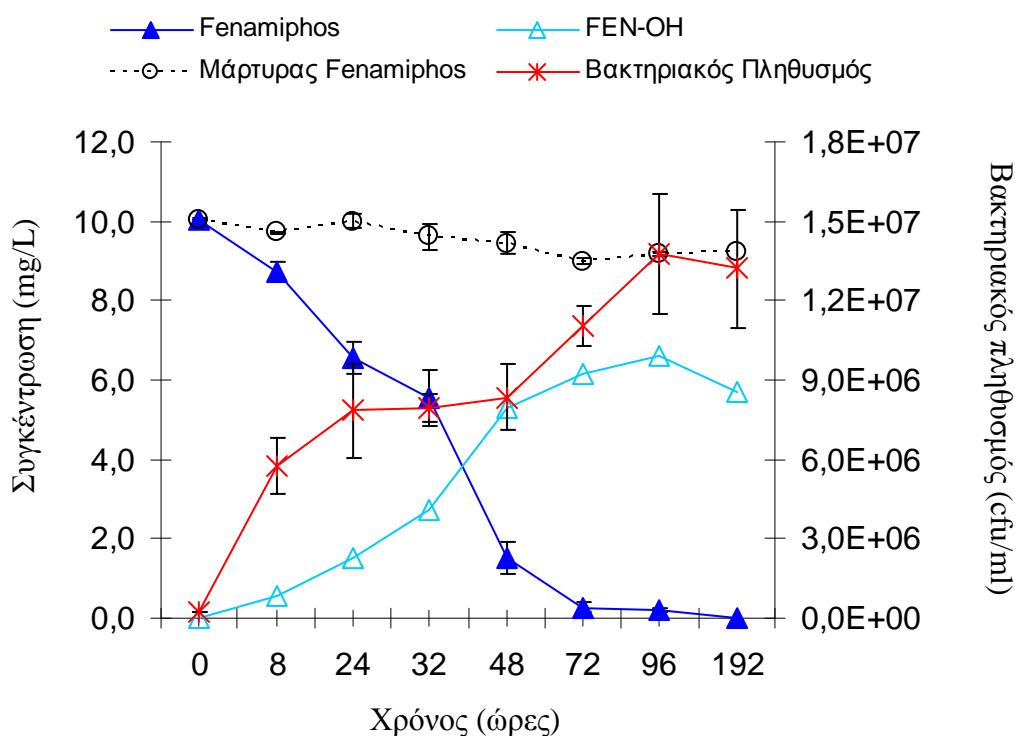 Fenamiphos FEN-OH
Μάρτυρας Fenamiphos Βακτηριακός Πληθυσμός
12,0 1,8E+07
10,0 1,5E+07
8,0 1,2E+07
6,0 9,0E+06
4,0 6,0E+06
2,0 3,0E+06
0,0 0,0E+00
Συγκέντρωση (mg/L)
Βακτηριακός πληθυσμός (cfu/ml)
0 8 24 32 48 72 96 192
Χρόνος (ώρες)